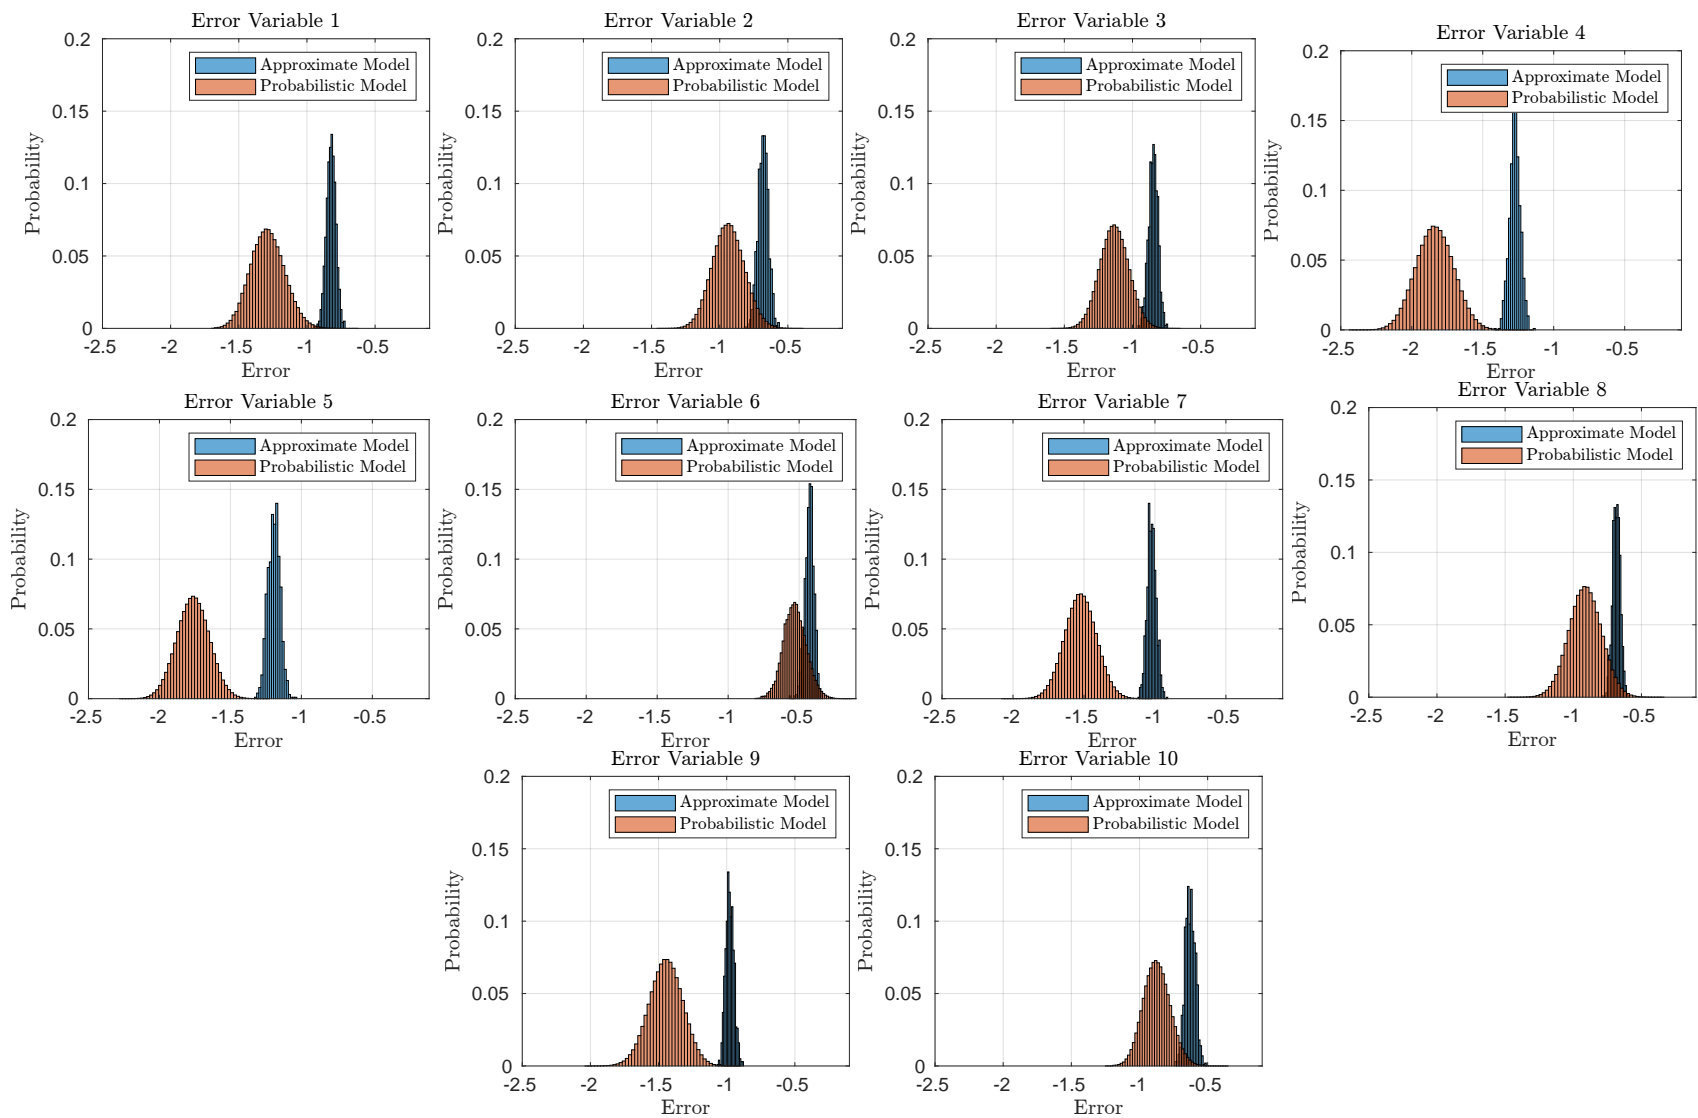 Error Variable 1
0.2
0.15
0.1
0.05
0
Probability
Approximate Model
Probabilistic Model
-2.5
-2
-1.5
-1
-0.5
Error
Error Variable 2
0.2
0.15
0.1
0.05
0
Probability
Approximate Model
Probabilistic Model
-2.5
-2
-1.5
-1
-0.5
Error
Error Variable 3
0.2
0.15
0.1
0.05
0
Probability
Approximate Model
Probabilistic Model
-2.5
-2
-1.5
-1
-0.5
Error
Error Variable 4
0.2
0.15
0.1
0.05
0
Probability
Approximate Model
Probabilistic Model
-2.5
-2
-1.5
-1
-0.5
Error
Error Variable 5
0.2
0.15
0.1
0.05
0
Probability
Approximate Model
Probabilistic Model
-2.5
-2
-1.5
-1
-0.5
Error
Error Variable 6
0.2
0.15
0.1
0.05
0
Probability
Approximate Model
Probabilistic Model
-2.5
-2
-1.5
-1
-0.5
Error
Error Variable 7
0.2
0.15
0.1
0.05
0
Probability
Approximate Model
Probabilistic Model
-2.5
-2
-1.5
-1
-0.5
Error
Error Variable 8
0.2
0.15
0.1
0.05
0
Probability
Approximate Model
Probabilistic Model
-2.5
-2
-1.5
-1
-0.5
Error
Error Variable 9
0.2
0.15
0.1
0.05
0
Probability
Approximate Model
Probabilistic Model
-2.5
-2
-1.5
-1
-0.5
Error
Error Variable 10
0.2
0.15
0.1
0.05
0
Probability
Approximate Model
Probabilistic Model
-2.5
-2
-1.5
-1
-0.5
Error